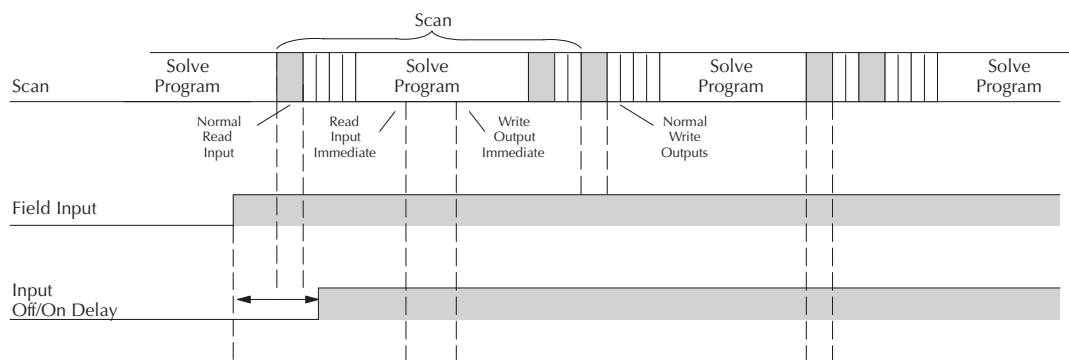 Scan
Scan
Solve
Program
Solve
Program
Solve
Program
Solve
Program
Normal
Read
Input
Read
Input
Immediate
Write
Output
Immediate
Normal
Write
Outputs
Field Input
Input
Off/On Delay